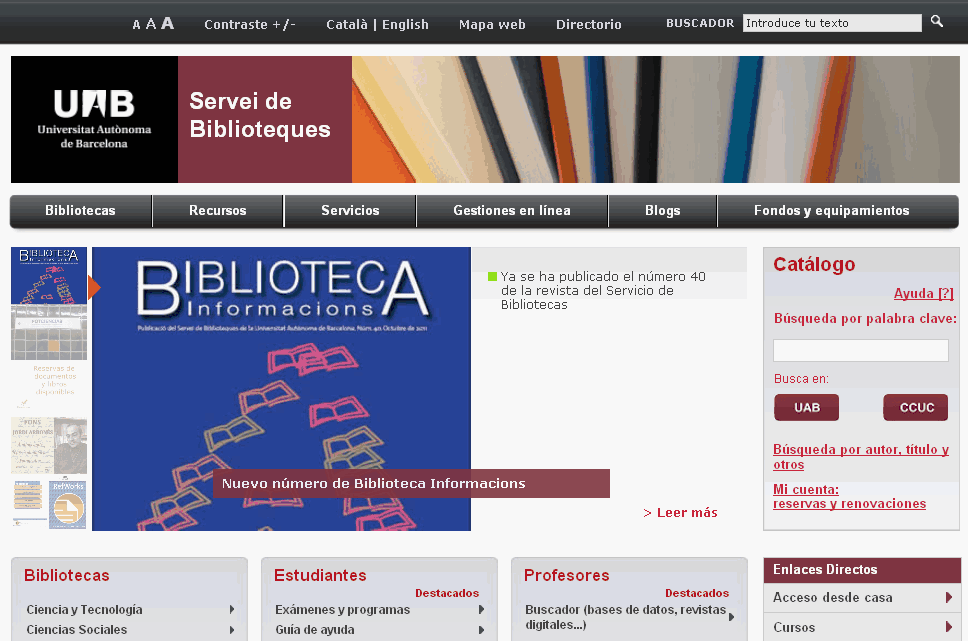 A A A Contraste +/- Català | English Mapa web Directorio BUSCADOR Introduce tu texto
UAB
Universitat Autònoma
de Barcelona
Servei de
Biblioteques
Bibliotecas Recursos Servicios Gestiones en línea Blogs Fondos y equipamientos
BIBLIOTECA
Reservas de
documentos
y libros
disponibles
FONS
JORDI ARBONÈS
RefWorks
BIBLIOTECA
Informacions
Publicació del Servei de Biblioteques de la Universitat Autònoma de Barcelona. Núm. 40. Octubre de 2011
Nuevo número de Biblioteca Informacions
Ya se ha publicado el número 40
de la revista del Servicio de
Bibliotecas
> Leer más
Catálogo
Ayuda [?]
Búsqueda por palabra clave:
Busca en:
UAB CCUC
Búsqueda por autor, título y
otros
Mi cuenta:
reservas y renovaciones
Bibliotecas
Ciencia y Tecnología
Ciencias Sociales
Estudiantes
Destacados
Exámenes y programas
Guía de ayuda
Profesores
Destacados
Buscador (bases de datos, revistas
digitales...)
Enlaces Directos
Acceso desde casa
Cursos